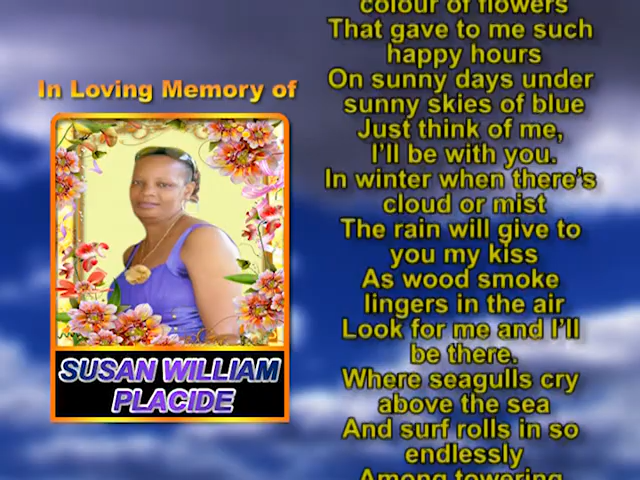 In Loving Memory of
SUSAN WILLIAM
PLACIDE
colour of flowers
That gave to me such
happy hours
On sunny days under
sunny skies of blue
Just think of me,
I'll be with you.
In winter when there's
cloud or mist
The rain will give to
you my kiss
As wood smoke
lingers in the air
Look for me and I'll
be there.
Where seagulls cry
above the sea
And surf rolls in so
endlessly
Among towering